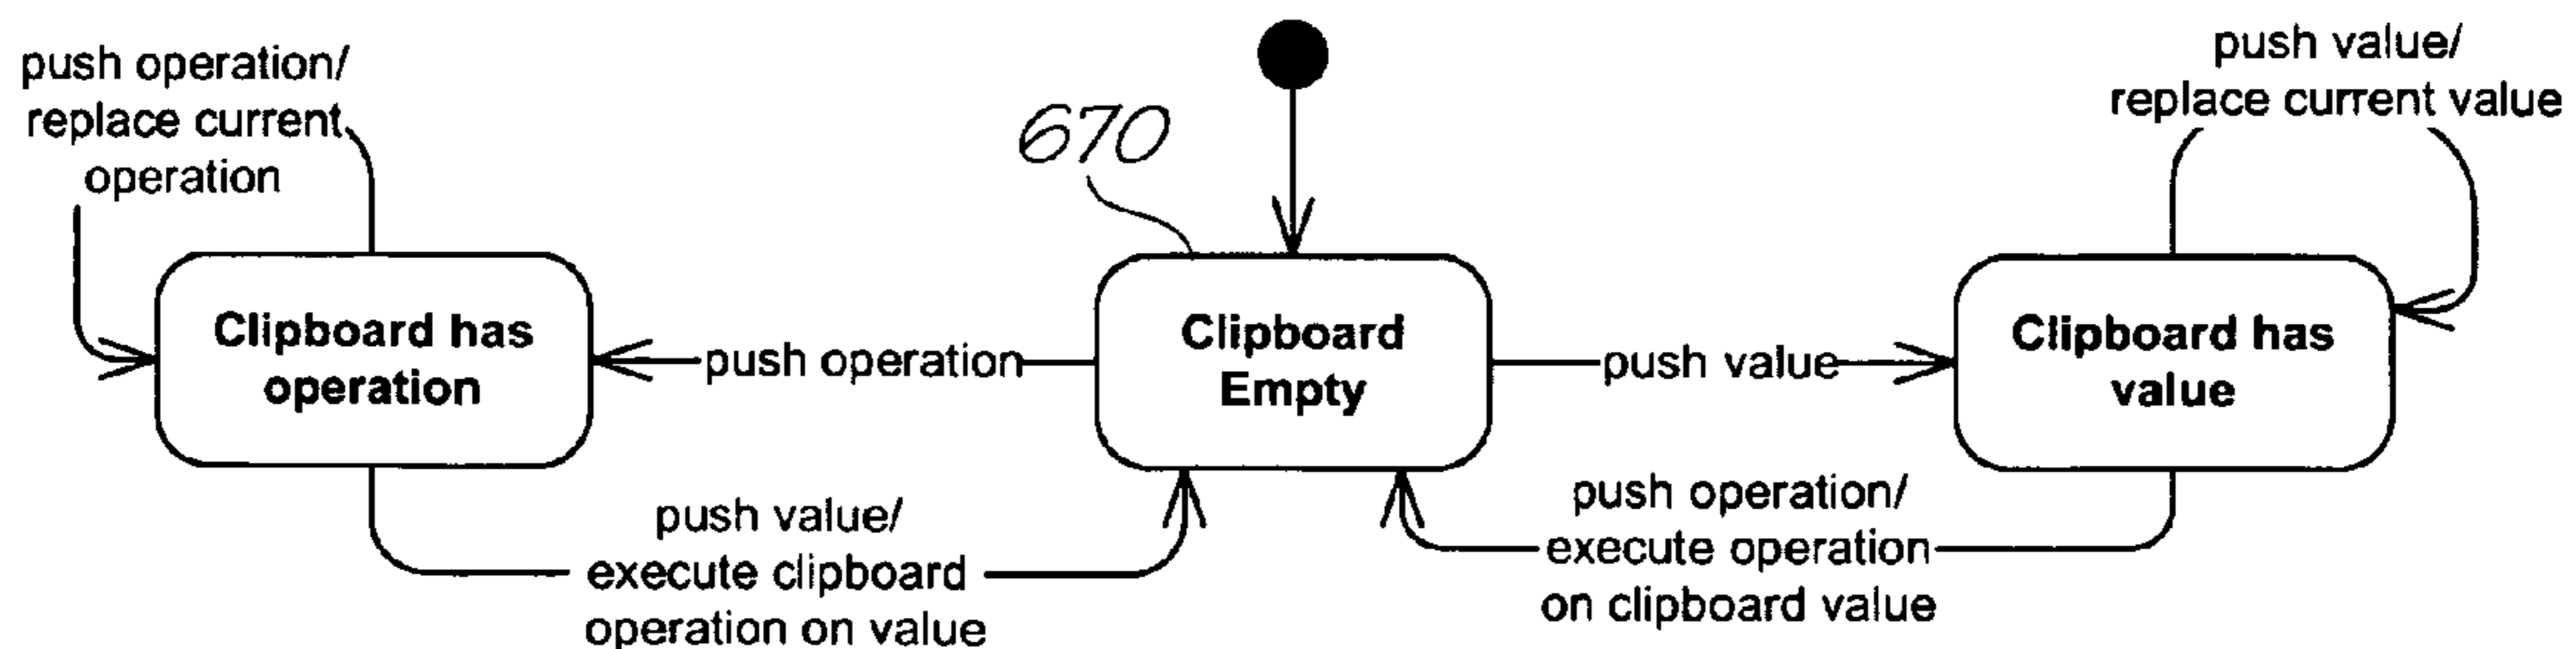 push operation/
replace current
operation
670
push value/
replace current value
Clipboard has
operation
push operation
Clipboard
Empty
push value
Clipboard has
value
push value/
execute clipboard
operation on value
push operation/
execute operation
on clipboard value